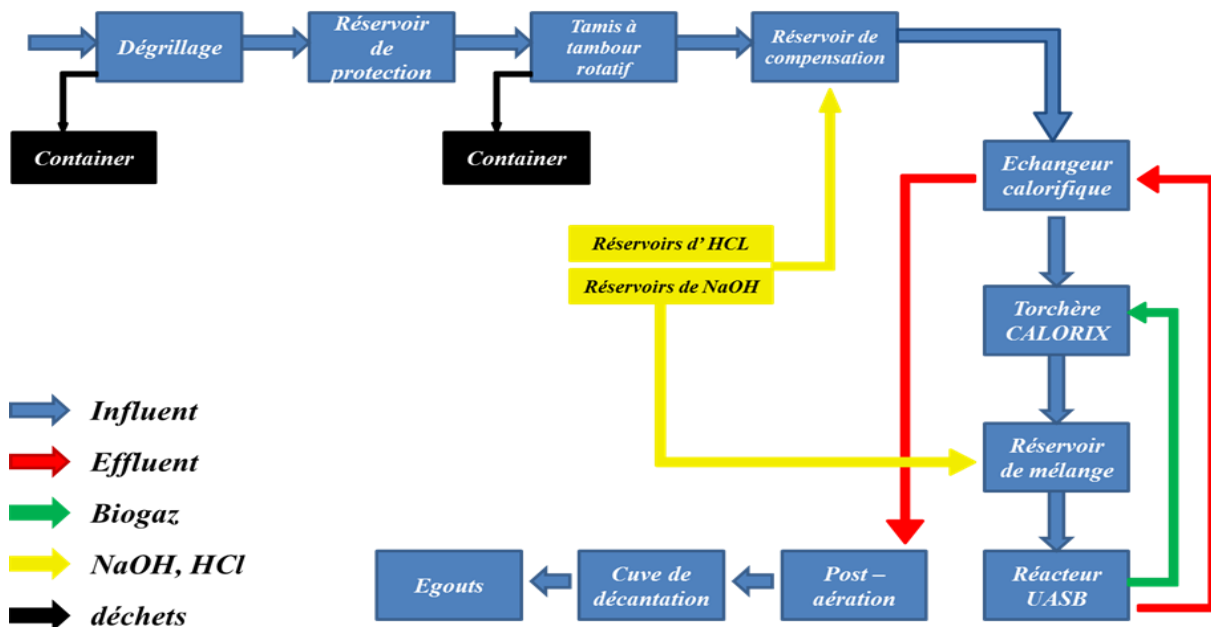 Dégrillage
Réservoir
de
protection
Tamis à
tambour
rotatif
Réservoir de
compensation
Container
Container
Echangeur
calorifique
Réservoirs d' HCL
Réservoirs de NaOH
Torchère
CALORIX
Influent
Effluent
Biogaz
NaOH, HCl
déchets
Réservoir
de mélange
Egouts
Cuve de
décantation
Post –
aération
Réacteur
UASB